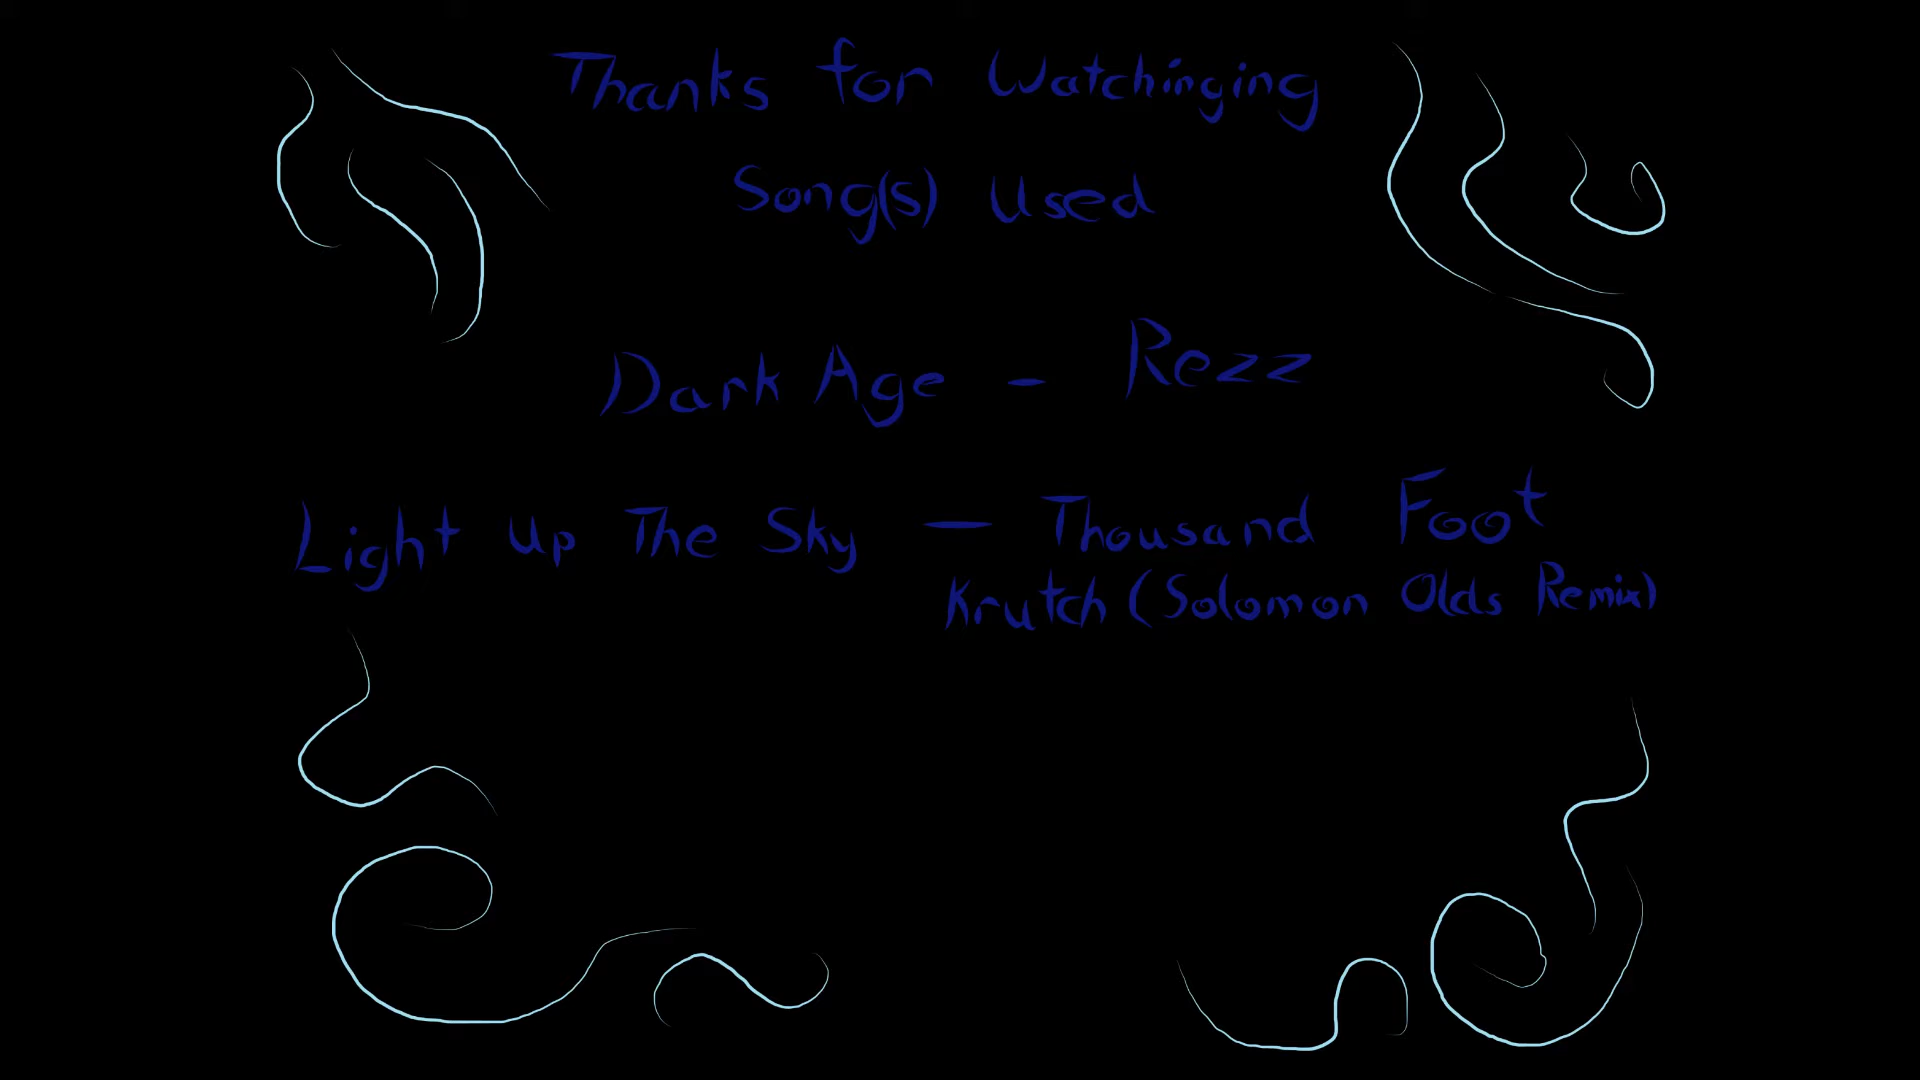 Thanks for Watchinging
Song(s) Used
Dark Age - Rezz
Light Up The Sky - Thousand Foot
Krutch (Solomon Olds Remix)